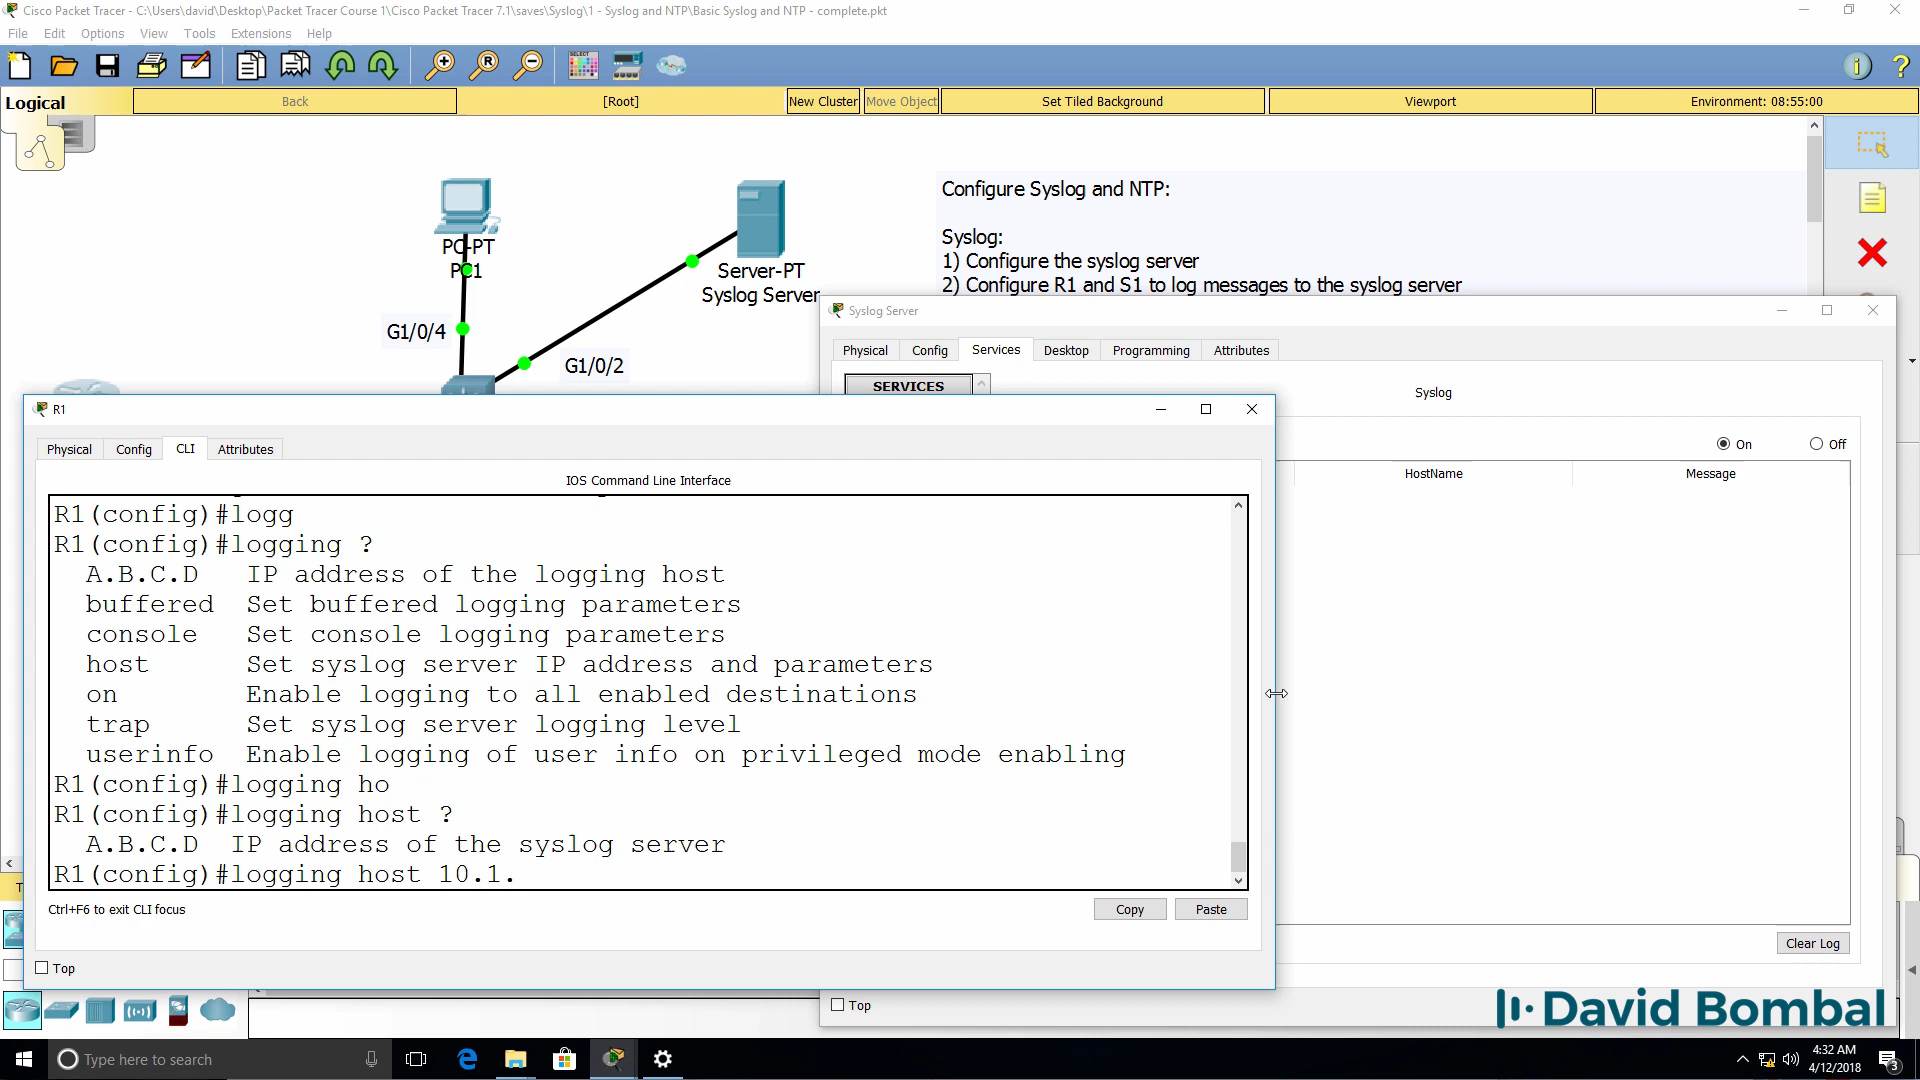 Cisco Packet Tracer - C:\Users\david\Desktop\Packet Tracer Course 1\Cisco Packet Tracer 7.1\saves\Syslog\1 - Syslog and NTP\Basic Syslog and NTP - complete.pkt
File Edit Options View Tools Extensions Help
Logical Back [Root] New Cluster Move Object Set Tiled Background Viewport Environment: 08:55:00
PC-PT
PC1
Server-PT
Syslog Server
G1/0/4
G1/0/2
Configure Syslog and NTP:
Syslog:
1) Configure the syslog server
2) Configure R1 and S1 to log messages to the syslog server
Syslog Server
Physical Config Services Desktop Programming Attributes
SERVICES
Syslog
On Off
HostName Message
Clear Log
Top
R1
Physical Config CLI Attributes
IOS Command Line Interface
R1(config)#logg
R1(config)#logging ?
A.B.C.D IP address of the logging host
buffered Set buffered logging parameters
console Set console logging parameters
host Set syslog server IP address and parameters
on Enable logging to all enabled destinations
trap Set syslog server logging level
userinfo Enable logging of user info on privileged mode enabling
R1(config)#logging ho
R1(config)#logging host ?
A.B.C.D IP address of the syslog server
R1(config)#logging host 10.1.
Ctrl+F6 to exit CLI focus
Copy Paste
Top
David Bombal
Type here to search
4:32 AM
4/12/2018
3